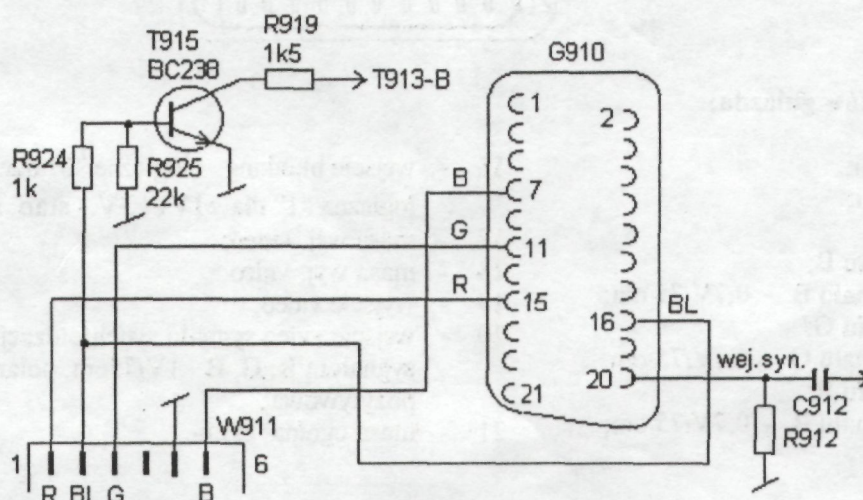 R919
1k5
T915
BC238
T913-B
G910
1
2
R924
1k
R925
22k
B
7
G
11
R
15
16
BL
20
21
wej.syn.
C912
R912
W911
1
6
R BL G B